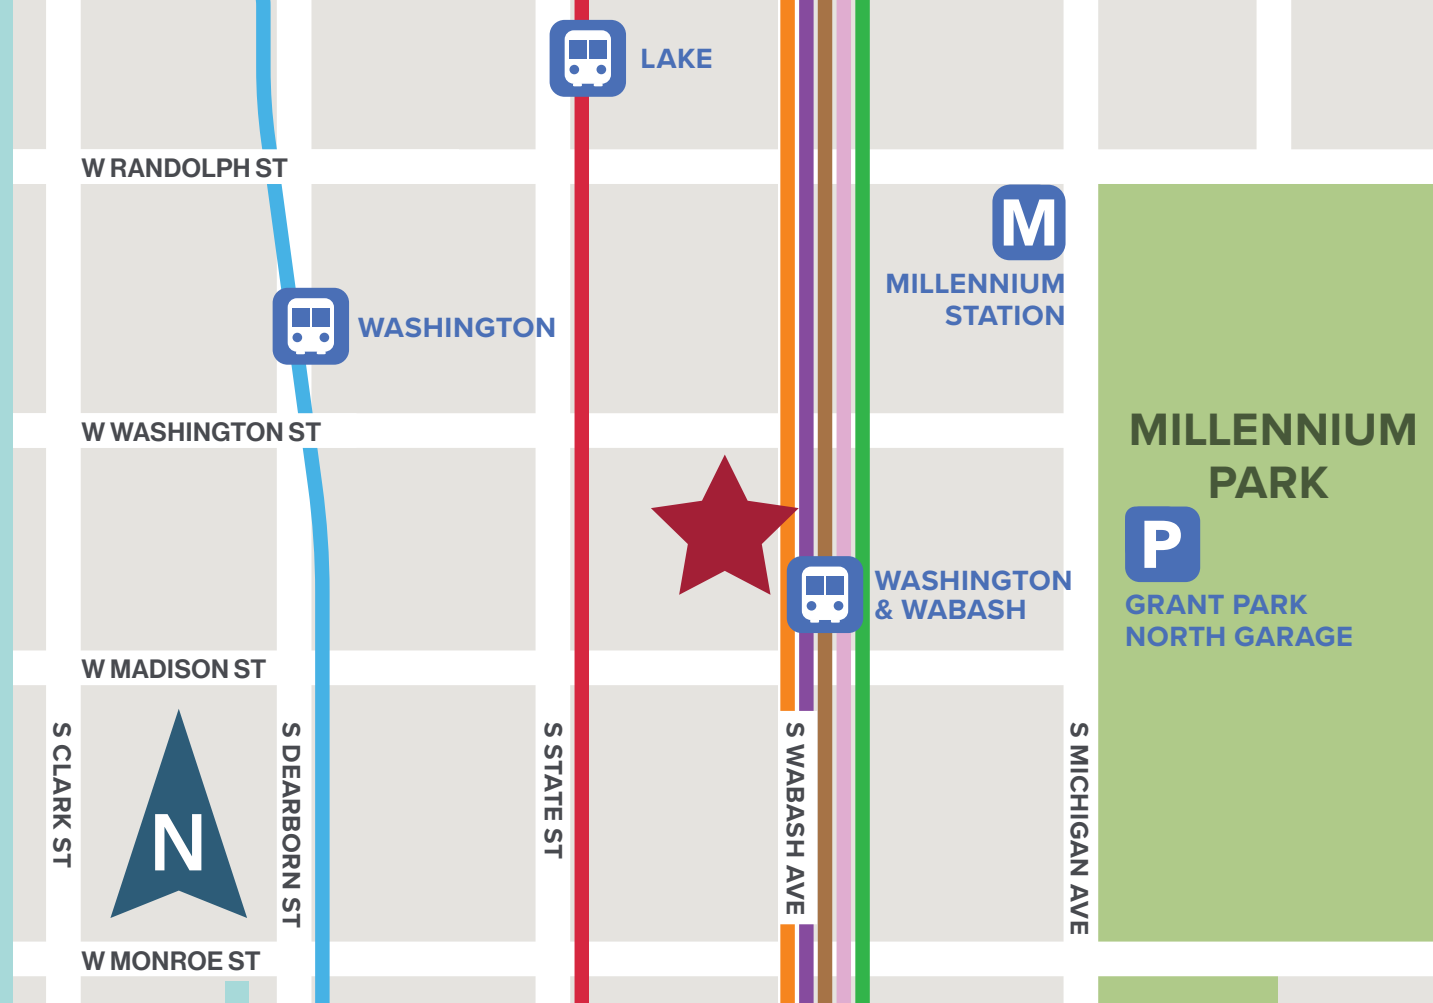 LAKE
W RANDOLPH ST
M
MILLENNIUM
STATION
WASHINGTON
W WASHINGTON ST
MILLENNIUM
PARK
P
WASHINGTON
& WABASH
GRANT PARK
NORTH GARAGE
W MADISON ST
S CLARK ST
N
S DEARBORN ST
S STATE ST
S WABASH AVE
S MICHIGAN AVE
W MONROE ST